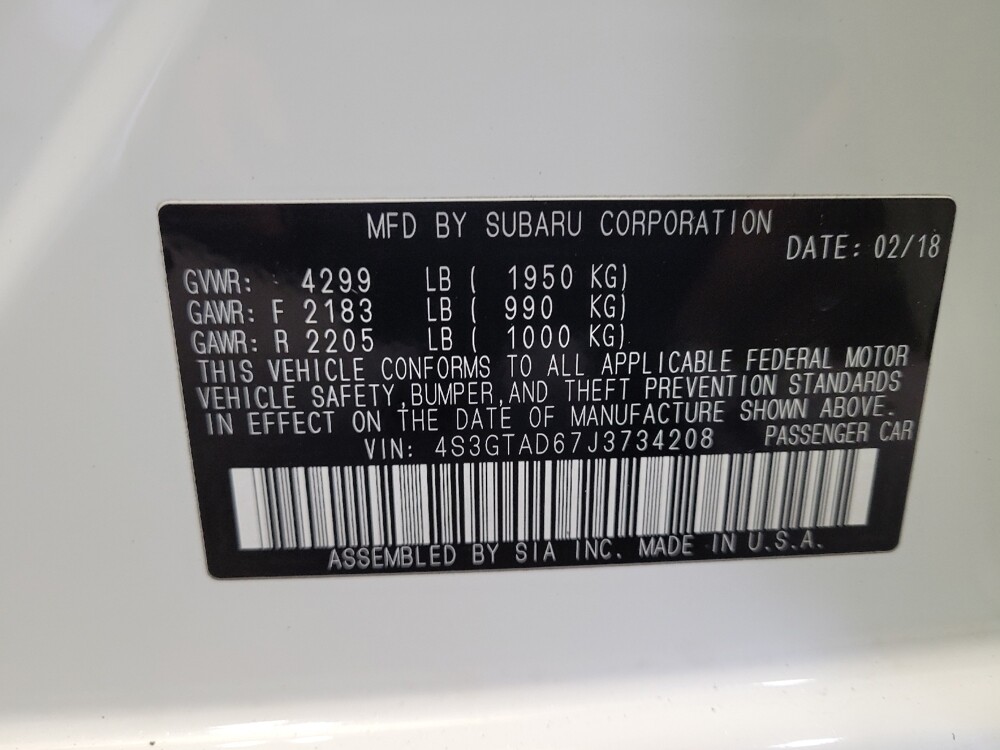 MFD BY SUBARU CORPORATION
DATE: 02/18
GVWR: 4299 LB ( 1950 KG)
GAWR: F 2183 LB ( 990 KG)
GAWR: R 2205 LB ( 1000 KG)
THIS VEHICLE CONFORMS TO ALL APPLICABLE FEDERAL MOTOR
VEHICLE SAFETY,BUMPER,AND THEFT PREVENTION STANDARDS
IN EFFECT ON THE DATE OF MANUFACTURE SHOWN ABOVE.
VIN: 4S3GTAD67J3734208 PASSENGER CAR
ASSEMBLED BY SIA INC. MADE IN U.S.A.